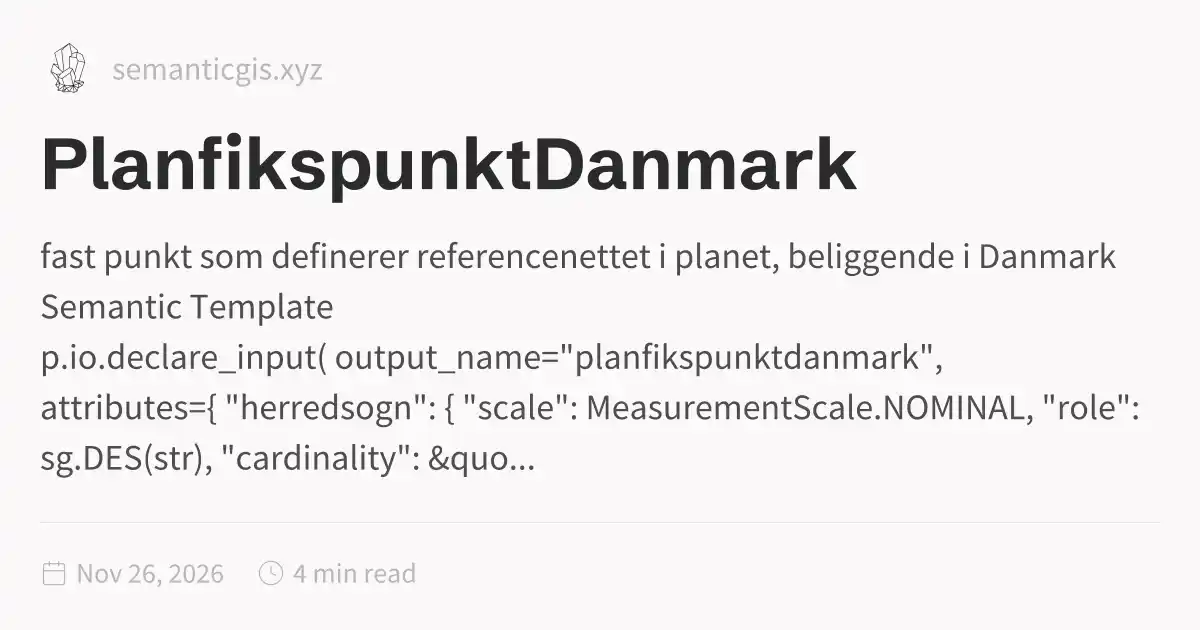 semanticgis.xyz
PlanfikspunktDanmark
fast punkt som definerer referencenettet i planet, beliggende i Danmark
Semantic Template
p.io.declare_input( output_name="planfikspunktdanmark",
attributes={ "herredsogn": { "scale": MeasurementScale.NOMINAL, "role":
sg.DES(str), "cardinality": &quo...
Nov 26, 2026
4 min read